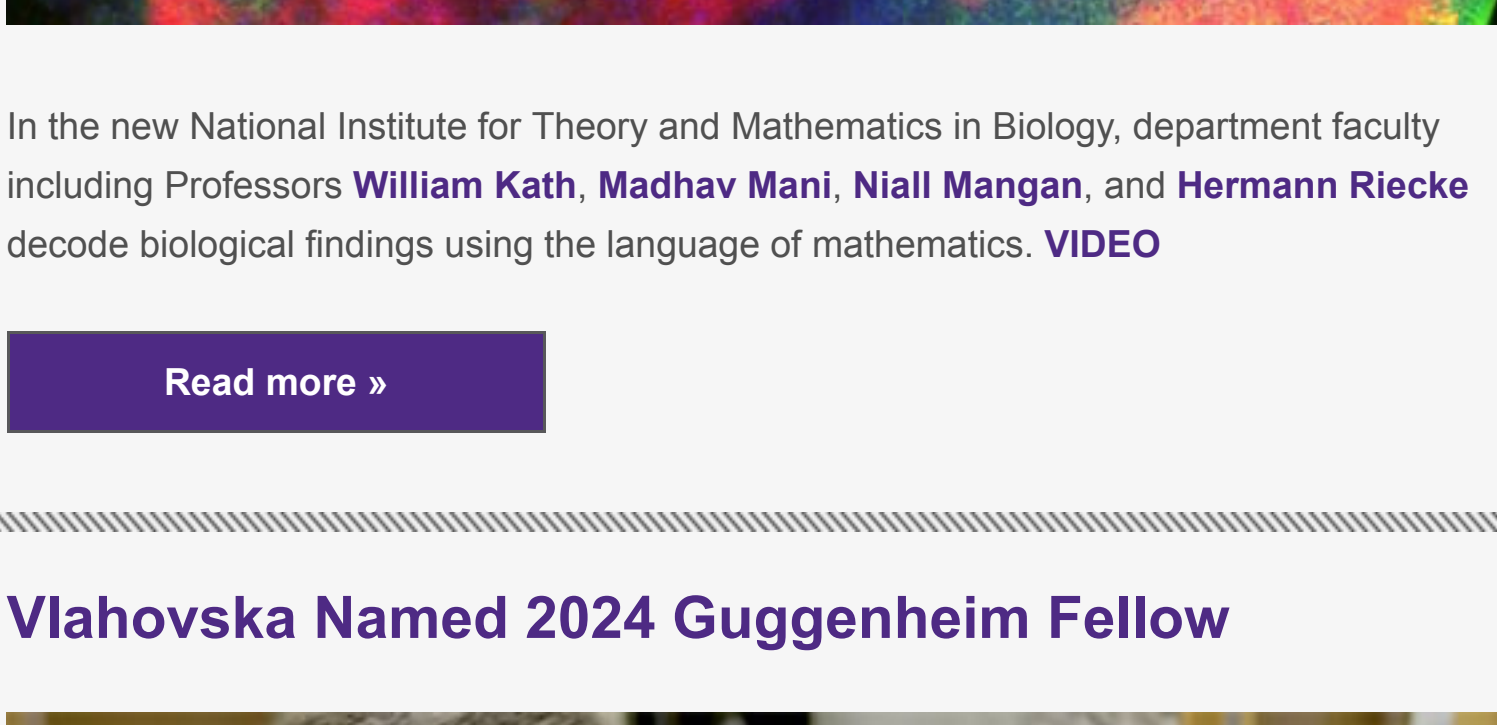 In the new National Institute for Theory and Mathematics in Biology, department faculty
including Professors William Kath, Madhav Mani, Niall Mangan, and Hermann Riecke
decode biological findings using the language of mathematics. VIDEO
Read more »
Vlahovska Named 2024 Guggenheim Fellow